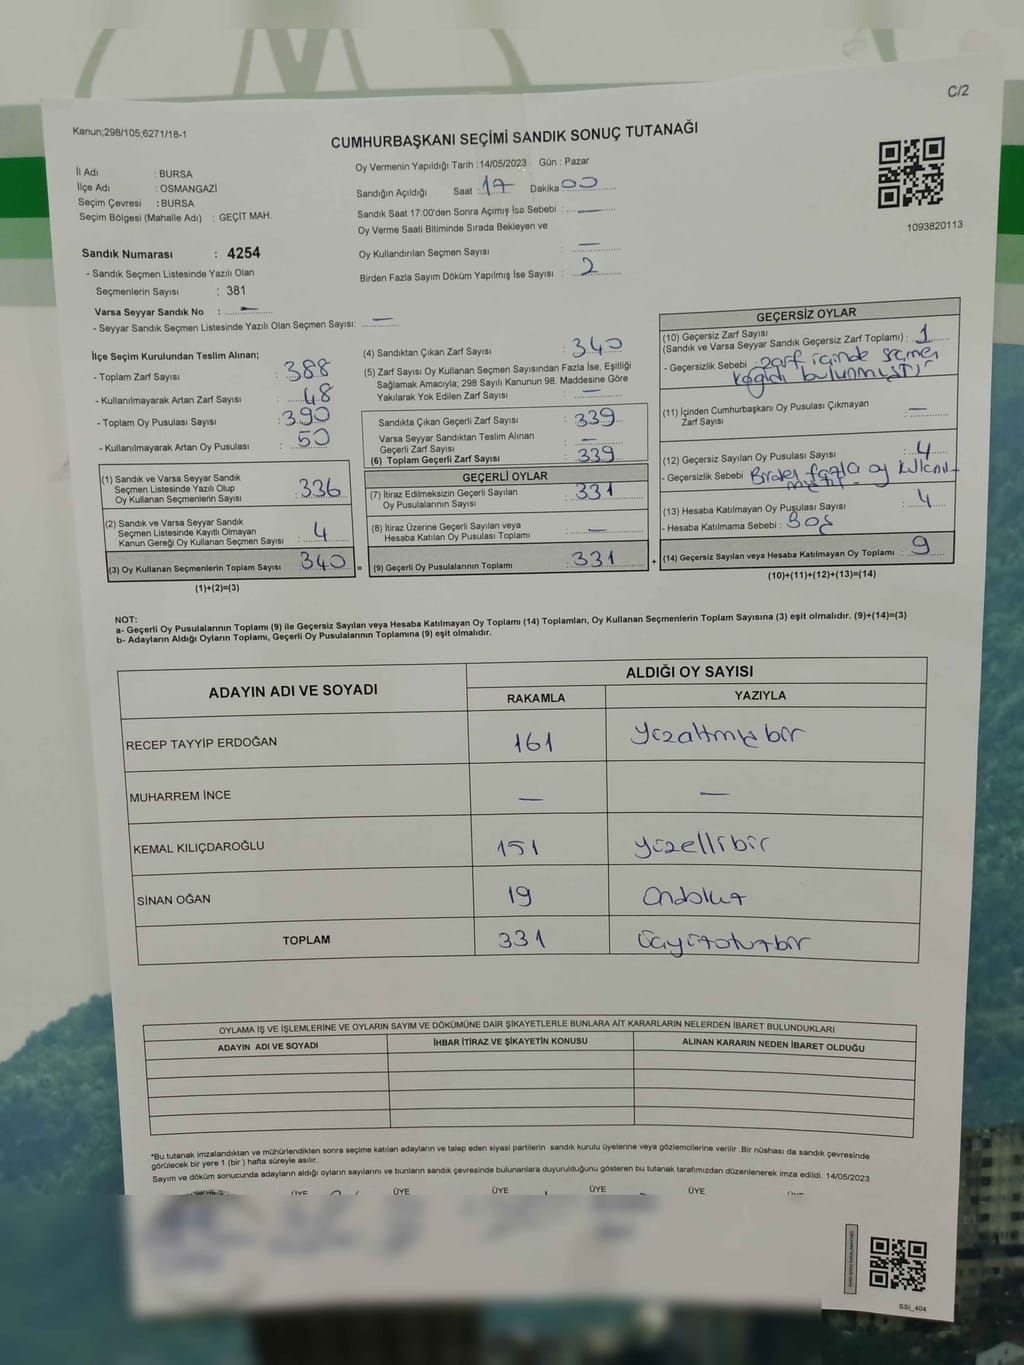 C/2
Kanun;298/105;6271/18-1
CUMHURBAŞKANI SEÇİMİ SANDIK SONUÇ TUTANAĞI
İl Adı : BURSA
İlçe Adı : OSMANGAZİ
Seçim Çevresi : BURSA
Seçim Bölgesi (Mahalle Adı) : GEÇİT MAH.
Sandık Numarası : 4254
- Sandık Seçmen Listesinde Yazılı Olan
Seçmenlerin Sayısı : 381
Varsa Seyyar Sandık No : —
- Seyyar Sandık Seçmen Listesinde Yazılı Olan Seçmen Sayısı: —
Oy Vermenin Yapıldığı Tarih : 14/05/2023 Gün : Pazar
Sandığın Açıldığı Saat : 17 Dakika 00
Sandık Saat 17:00'den Sonra Açımış İse Sebebi : —
Oy Verme Saati Bitiminde Sırada Bekleyen ve
Oy Kullandırılan Seçmen Sayısı —
Birden Fazla Sayım Döküm Yapılmış İse Sayısı : 2
1093820113
İlçe Seçim Kurulundan Teslim Alınan;
- Toplam Zarf Sayısı : 388
- Kullanılmayarak Artan Zarf Sayısı : 48
- Toplam Oy Pusulası Sayısı : 390
- Kullanılmayarak Artan Oy Pusulası : 50
(1) Sandık ve Varsa Seyyar Sandık
Seçmen Listesinde Yazılı Olup
Oy Kullanan Seçmenlerin Sayısı : 336
(2) Sandık ve Varsa Seyyar Sandık
Seçmen Listesinde Kayıtlı Olmayan
Kanun Gereği Oy Kullanan Seçmen Sayısı : 4
(3) Oy Kullanan Seçmenlerin Toplam Sayısı : 340 =
(1)+(2)=(3)
(4) Sandıktan Çıkan Zarf Sayısı : 340
(5) Zarf Sayısı Oy Kullanan Seçmen Sayısından Fazla İse, Eşitliği
Sağlamak Amacıyla; 298 Sayılı Kanunun 98. Maddesine Göre
Yakılarak Yok Edilen Zarf Sayısı : —
Sandıkta Çıkan Geçerli Zarf Sayısı : 339
Varsa Seyyar Sandıktan Teslim Alınan
Geçerli Zarf Sayısı : —
(6) Toplam Geçerli Zarf Sayısı : 339
GEÇERLİ OYLAR
(7) İtiraz Edilmeksizin Geçerli Sayılan
Oy Pusulasının Sayısı : 331
(8) İtiraz Üzerine Geçerli Sayılan veya
Hesaba Katılan Oy Pusulası Toplamı : —
(9) Geçerli Oy Pusulalarının Toplamı : 331 +
GEÇERSİZ OYLAR
(10) Geçersiz Zarf Sayısı
(Sandık ve Varsa Seyyar Sandık Geçersiz Zarf Toplamı) : 1
- Geçersizlik Sebebi : zarf içinde seçmen
kağıdı bulunmuştur
(11) İçinden Cumhurbaşkanı Oy Pusulası Çıkmayan
Zarf Sayısı : —
(12) Geçersiz Sayılan Oy Pusulası Sayısı : 4
- Geçersizlik Sebebi Birden fazla oy kullanıl-
(13) Hesaba Katılmayan Oy Pusulası Sayısı : 4
- Hesaba Katılmama Sebebi : Boş
(14) Geçersiz Sayılan veya Hesaba Katılmayan Oy Toplamı : 9
(10)+(11)+(12)+(13)=(14)
NOT:
a- Geçerli Oy Pusulalarının Toplamı (9) ile Geçersiz Sayılan veya Hesaba Katılmayan Oy Toplamı (14) Toplamları, Oy Kullanan Seçmenlerin Toplam Sayısına (3) eşit olmalıdır. (9)+(14)=(3)
b- Adayların Aldığı Oyların Toplamı, Geçerli Oy Pusulalarının Toplamına (9) eşit olmalıdır.
ADAYIN ADI VE SOYADI ALDIĞI OY SAYISI
RAKAMLA YAZIYLA
RECEP TAYYİP ERDOĞAN 161 yüzaltmışbir
MUHARREM İNCE — —
KEMAL KILIÇDAROĞLU 151 yüzellibir
SİNAN OĞAN 19 ondokuz
TOPLAM 331 üçyüzotuzbir
OYLAMA İŞ VE İŞLEMLERİNE VE OYLARIN SAYIM VE DÖKÜMÜNE DAİR ŞİKAYETLERLE BUNLARA AİT KARARLARIN NELERDEN İBARET BULUNDUKLARI
ADAYIN ADI VE SOYADI İHBAR İTİRAZ VE ŞİKAYETİN KONUSU ALINAN KARARIN NEDEN İBARET OLDUĞU
*Bu tutanak imzalandıktan ve mühürlendikten sonra seçime katılan adayların ve talep eden siyasi partilerin sandık kurulu üyelerine veya gözlemcilerine verilir .Bir nüshası da sandık çevresinde
görülecek bir yere 1 (bir ) hafta süreyle asılır.
Sayım ve döküm sonucunda adayların aldığı oyların sayılarını ve bunların sandık çevresinde bulunanlara duyurulduğunu gösteren bu tutanak tarafımızdan düzenlenerek imza edildi. 14/05/2023
ÜYE ÜYE ÜYE ÜYE ÜYE
GSI_404